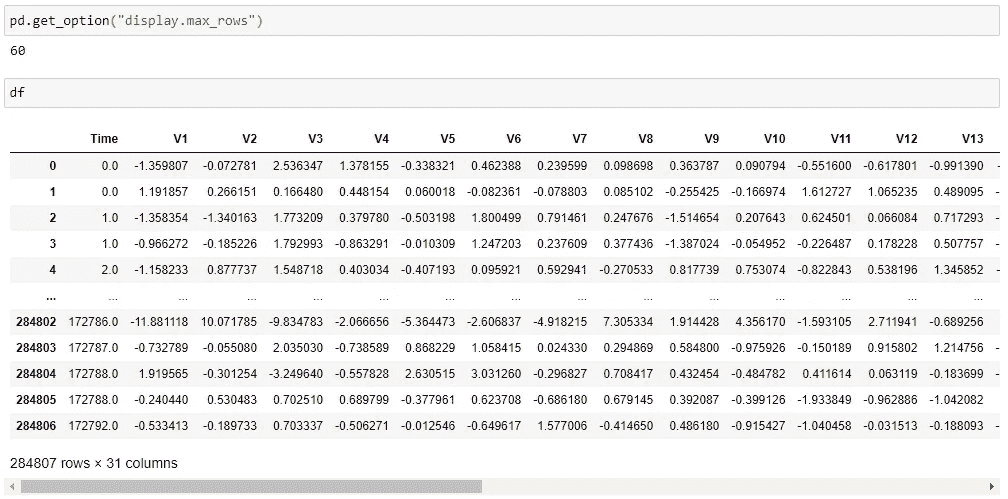 pd.get_option("display.max_rows")
60
df
Time V1 V2 V3 V4 V5 V6 V7 V8 V9 V10 V11 V12 V13
0 0.0 -1.359807 -0.072781 2.536347 1.378155 -0.338321 0.462388 0.239599 0.098698 0.363787 0.090794 -0.551600 -0.617801 -0.991390 -
1 0.0 1.191857 0.266151 0.166480 0.448154 0.060018 -0.082361 -0.078803 0.085102 -0.255425 -0.166974 1.612727 1.065235 0.489095 -
2 1.0 -1.358354 -1.340163 1.773209 0.379780 -0.503198 1.800499 0.791461 0.247676 -1.514654 0.207643 0.624501 0.066084 0.717293 -
3 1.0 -0.966272 -0.185226 1.792993 -0.863291 -0.010309 1.247203 0.237609 0.377436 -1.387024 -0.054952 -0.226487 0.178228 0.507757 -
4 2.0 -1.158233 0.877737 1.548718 0.403034 -0.407193 0.095921 0.592941 -0.270533 0.817739 0.753074 -0.822843 0.538196 1.345852 -
... ... ... ... ... ... ... ... ... ... ... ... ... ... ...
284802 172786.0 -11.881118 10.071785 -9.834783 -2.066656 -5.364473 -2.606837 -4.918215 7.305334 1.914428 4.356170 -1.593105 2.711941 -0.689256
284803 172787.0 -0.732789 -0.055080 2.035030 -0.738589 0.868229 1.058415 0.024330 0.294869 0.584800 -0.975926 -0.150189 0.915802 1.214756 -
284804 172788.0 1.919565 -0.301254 -3.249640 -0.557828 2.630515 3.031260 -0.296827 0.708417 0.432454 -0.484782 0.411614 0.063119 -0.183699 -
284805 172788.0 -0.240440 0.530483 0.702510 0.689799 -0.377961 0.623708 -0.686180 0.679145 0.392087 -0.399126 -1.933849 -0.962886 -1.042082
284806 172792.0 -0.533413 -0.189733 0.703337 -0.506271 -0.012546 -0.649617 1.577006 -0.414650 0.486180 -0.915427 -1.040458 -0.031513 -0.188093 -
284807 rows × 31 columns